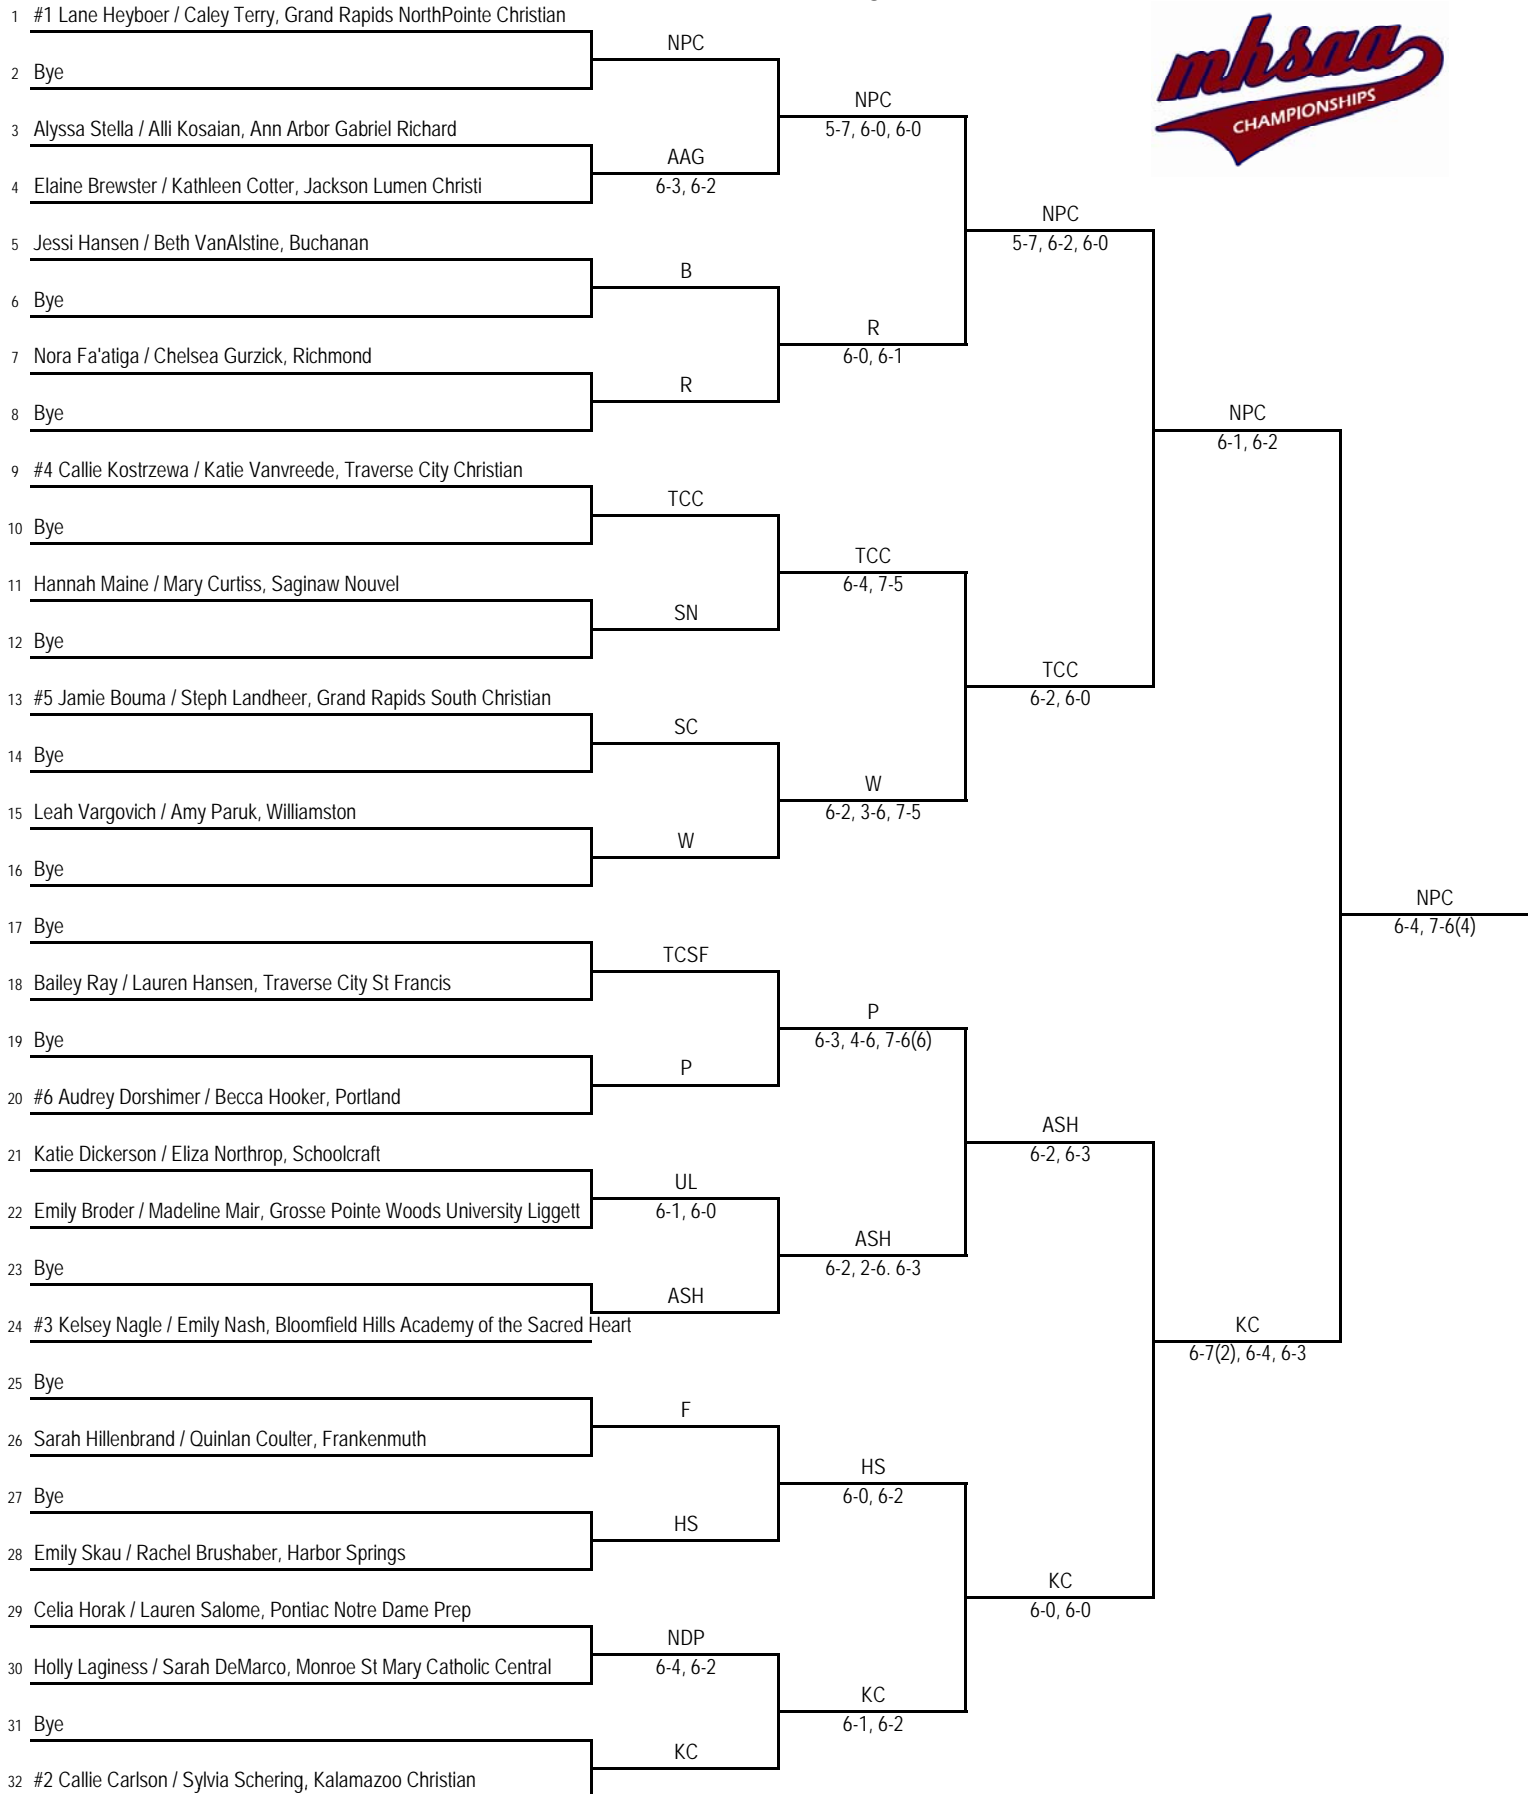 1 #1 Lane Heyboer / Caley Terry, Grand Rapids NorthPointe Christian
NPC
2 Bye
NPC
5-7, 6-0, 6-0
3 Alyssa Stella / Alli Kosaian, Ann Arbor Gabriel Richard
AAG
6-3, 6-2
4 Elaine Brewster / Kathleen Cotter, Jackson Lumen Christi
NPC
5-7, 6-2, 6-0
5 Jessi Hansen / Beth VanAlstine, Buchanan
B
6 Bye
R
6-0, 6-1
7 Nora Fa'atiga / Chelsea Gurzick, Richmond
R
8 Bye
NPC
6-1, 6-2
9 #4 Callie Kostrzewa / Katie Vanvreede, Traverse City Christian
TCC
10 Bye
TCC
6-4, 7-5
11 Hannah Maine / Mary Curtiss, Saginaw Nouvel
SN
12 Bye
TCC
6-2, 6-0
13 #5 Jamie Bouma / Steph Landheer, Grand Rapids South Christian
SC
14 Bye
W
6-2, 3-6, 7-5
15 Leah Vargovich / Amy Paruk, Williamston
W
16 Bye
NPC
6-4, 7-6(4)
17 Bye
TCSF
18 Bailey Ray / Lauren Hansen, Traverse City St Francis
P
6-3, 4-6, 7-6(6)
19 Bye
P
20 #6 Audrey Dorshimer / Becca Hooker, Portland
ASH
6-2, 6-3
21 Katie Dickerson / Eliza Northrop, Schoolcraft
UL
6-1, 6-0
22 Emily Broder / Madeline Mair, Grosse Pointe Woods University Liggett
ASH
6-2, 2-6. 6-3
23 Bye
ASH
24 #3 Kelsey Nagle / Emily Nash, Bloomfield Hills Academy of the Sacred Heart
KC
6-7(2), 6-4, 6-3
25 Bye
F
26 Sarah Hillenbrand / Quinlan Coulter, Frankenmuth
HS
6-0, 6-2
27 Bye
HS
28 Emily Skau / Rachel Brushaber, Harbor Springs
KC
6-0, 6-0
29 Celia Horak / Lauren Salome, Pontiac Notre Dame Prep
NDP
6-4, 6-2
30 Holly Laginess / Sarah DeMarco, Monroe St Mary Catholic Central
KC
6-1, 6-2
31 Bye
KC
32 #2 Callie Carlson / Sylvia Schering, Kalamazoo Christian
mhsaa
CHAMPIONSHIPS